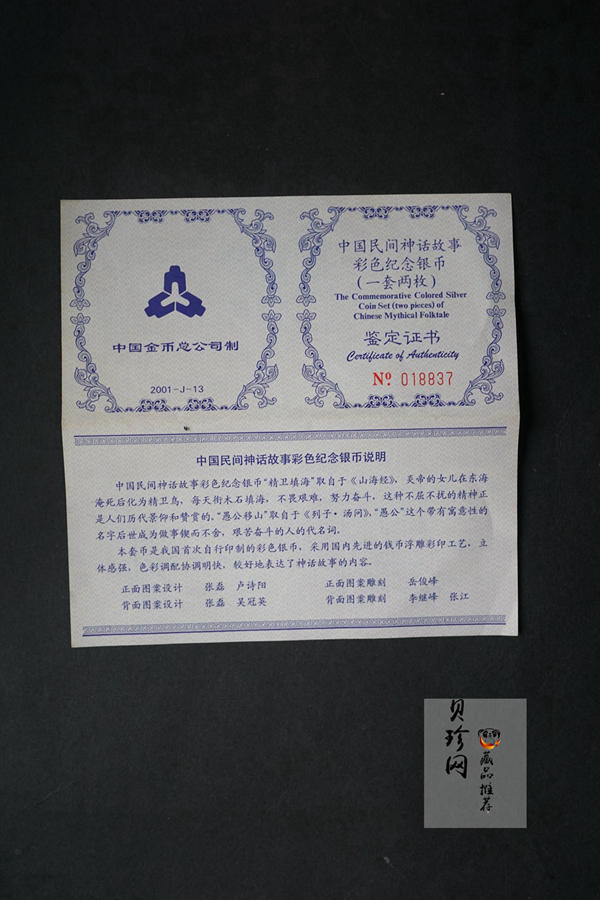 中国金币总公司制
2001-J-13
中国民间神话故事
彩色纪念银币
(一套两枚)
The Commemorative Colored Silver
Coin Set (two pieces) of
Chinese Mythical Folktale
鉴定证书
Certificate of Authenticity
No. 018837
中国民间神话故事彩色纪念银币说明
中国民间神话故事彩色纪念银币“精卫填海”取自于《山海经》，炎帝的女儿在东海
淹死后化为精卫鸟，每天衔木石填海，不畏艰难，努力奋斗，这种不屈不扰的精神正
是人们历代景仰和赞赏的。“愚公移山”取自于《列子·汤问》，“愚公”这个带有寓意性的
名字后世成为做事锲而不舍，艰苦奋斗的人的代名词。
本套币是我国首次自行印制的彩色银币，采用国内先进的钱币浮雕彩印工艺，立
体感强，色彩调配协调明快，较好地表达了神话故事的内容。
正面图案设计 张磊 卢诗阳 正面图案雕刻 岳俊峰
背面图案设计 张磊 吴冠英 背面图案雕刻 李继峰 张江
贝珍网
藏品推荐